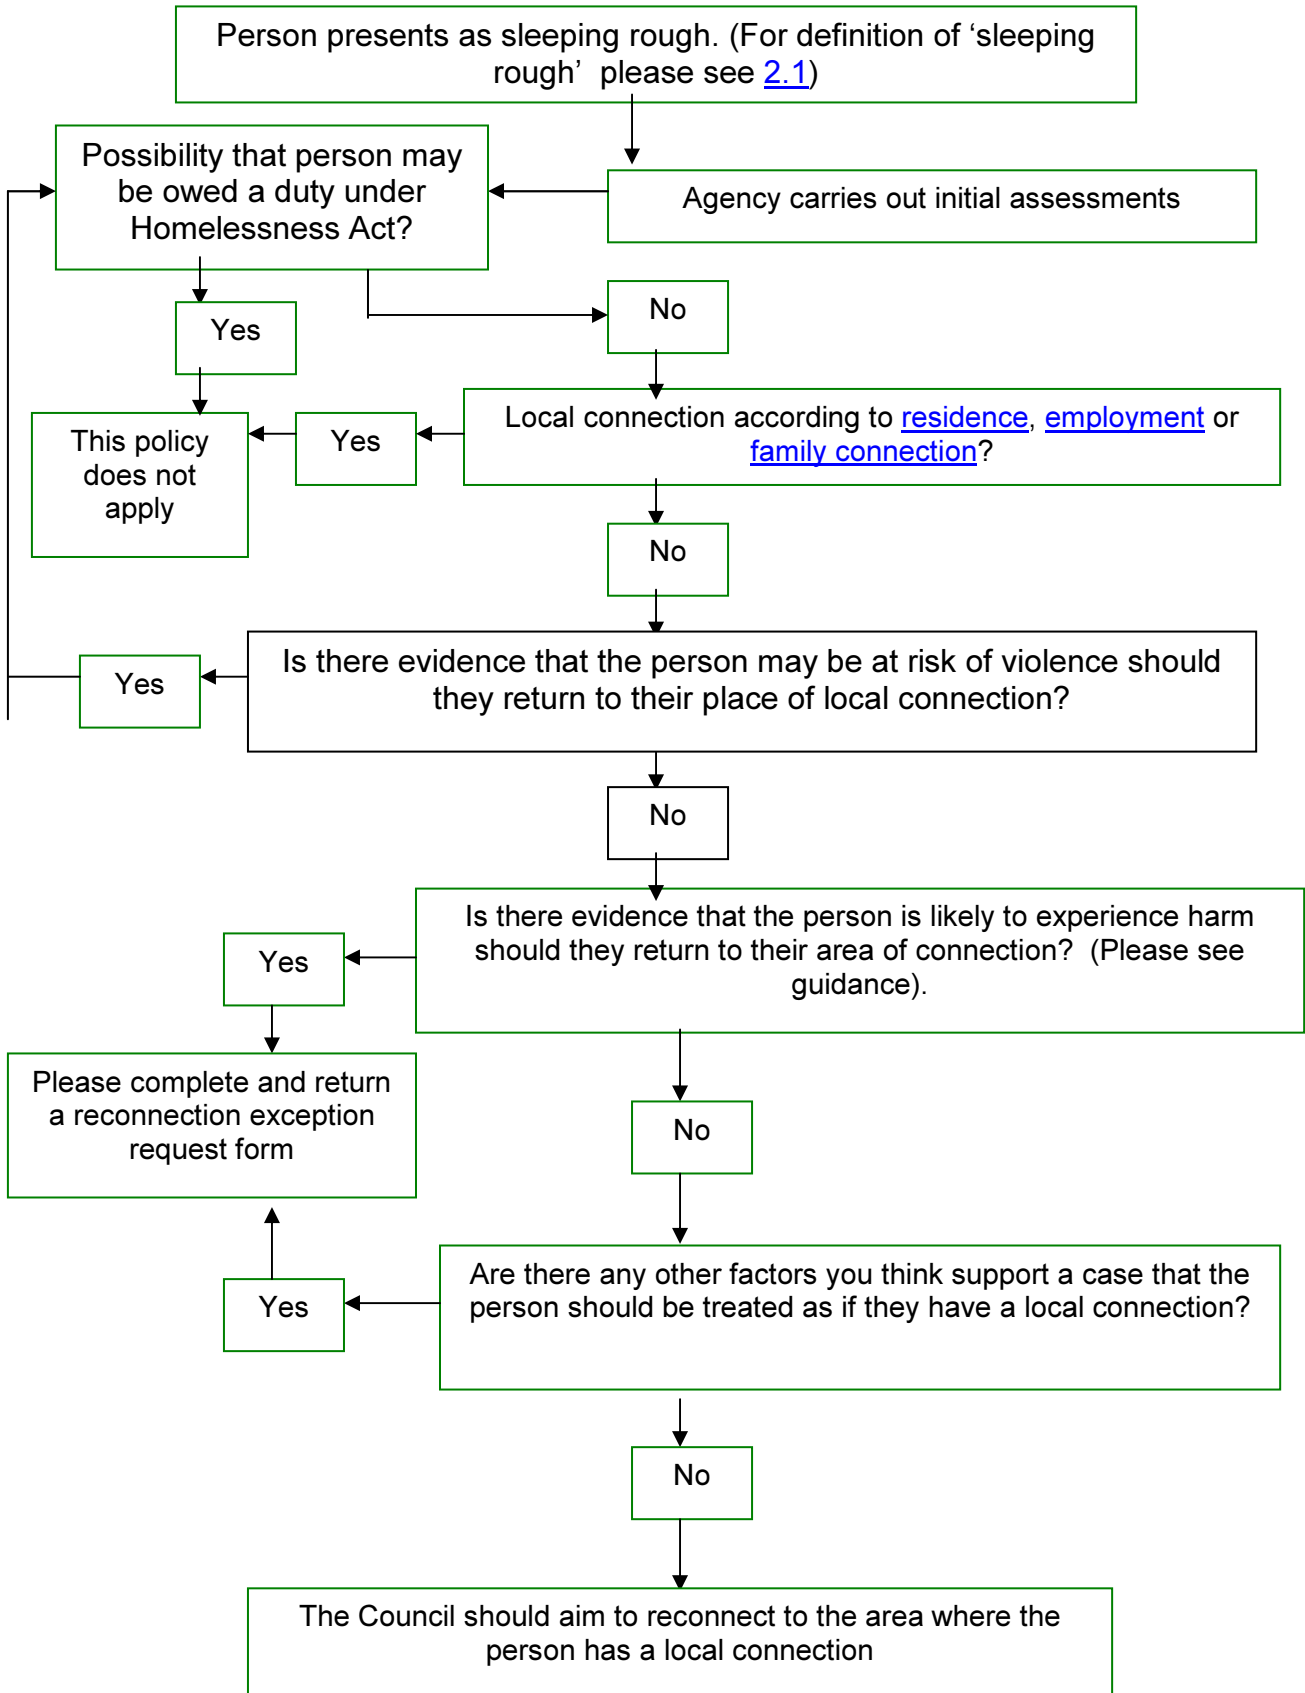 Person presents as sleeping rough. (For definition of ‘sleeping
rough’  please see 2.1)
Possibility that person may
be owed a duty under
Homelessness Act?
Agency carries out initial assessments
Yes
No
This policy
does not
apply
Yes
Local connection according to residence, employment or
family connection?
No
Is there evidence that the person may be at risk of violence should
they return to their place of local connection?
Yes
No
Is there evidence that the person is likely to experience harm
should they return to their area of connection?  (Please see
guidance).
Yes
Please complete and return
a reconnection exception
request form
No
Are there any other factors you think support a case that the
person should be treated as if they have a local connection?
Yes
No
The Council should aim to reconnect to the area where the
person has a local connection